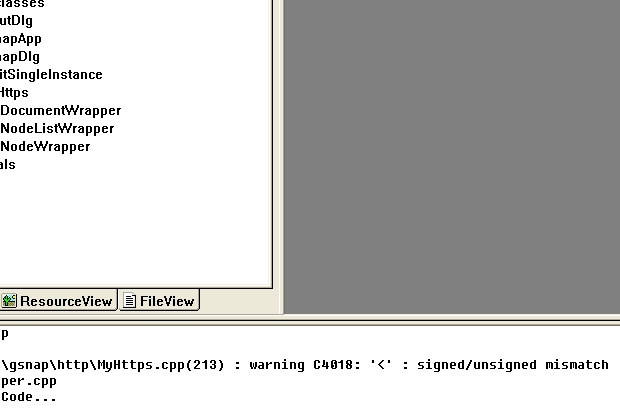 classes
utDlg
napApp
napDlg
itSingleInstance
Https
DocumentWrapper
NodeListWrapper
NodeWrapper
als
ResourceView FileView
p
\gsnap\http\MyHttps.cpp(213) : warning C4018: '<' : signed/unsigned mismatch
per.cpp
Code...